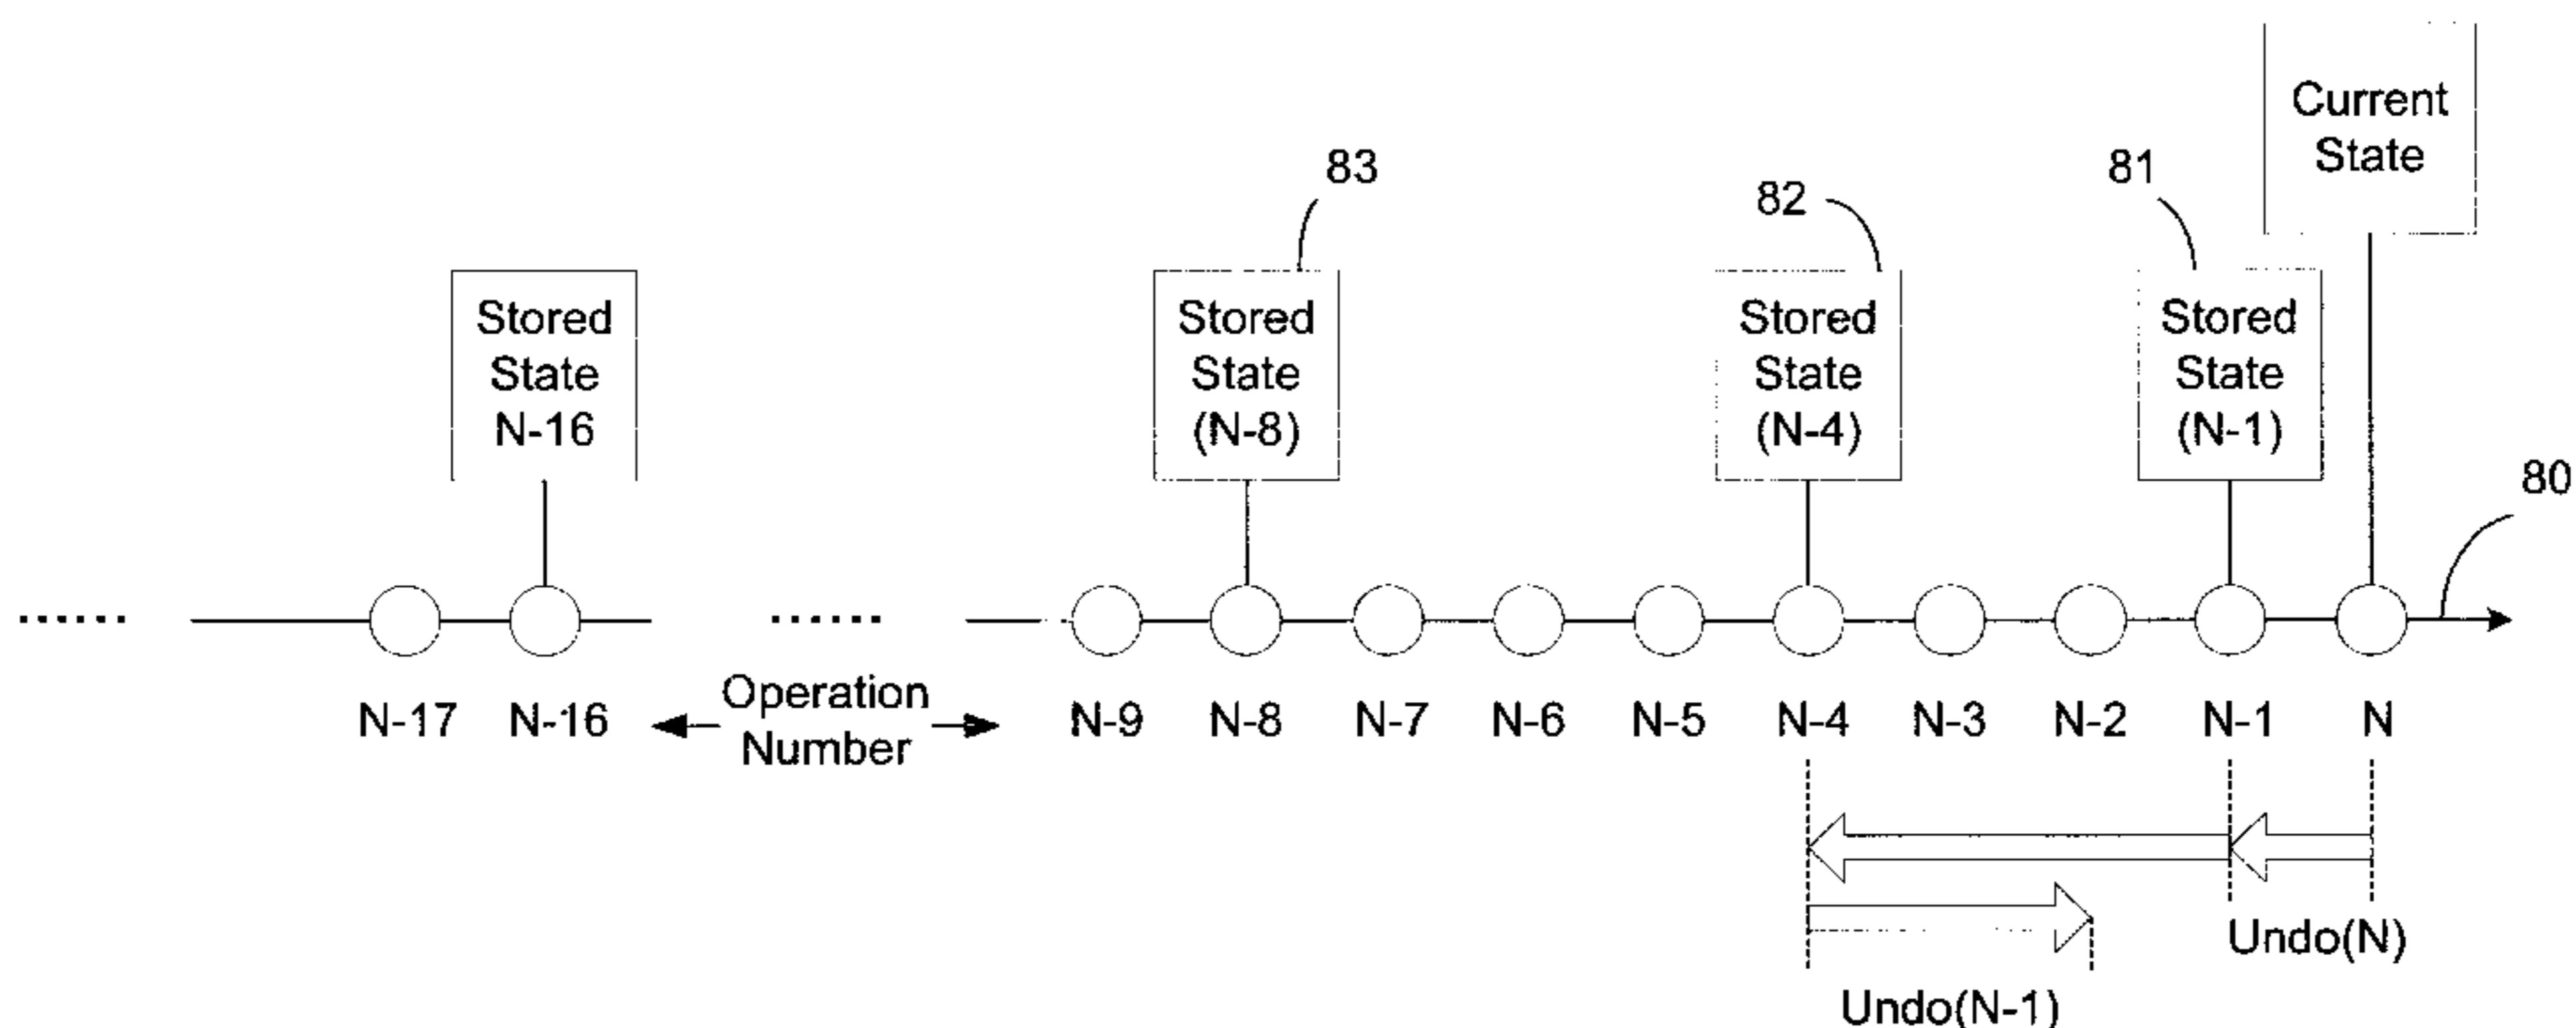 Current
State
83
82
81
Stored
State
N-16
Stored
State
(N-8)
Stored
State
(N-4)
Stored
State
(N-1)
80
......
......
N-17
N-16
Operation
Number
N-9
N-8
N-7
N-6
N-5
N-4
N-3
N-2
N-1
N
Undo(N)
Undo(N-1)